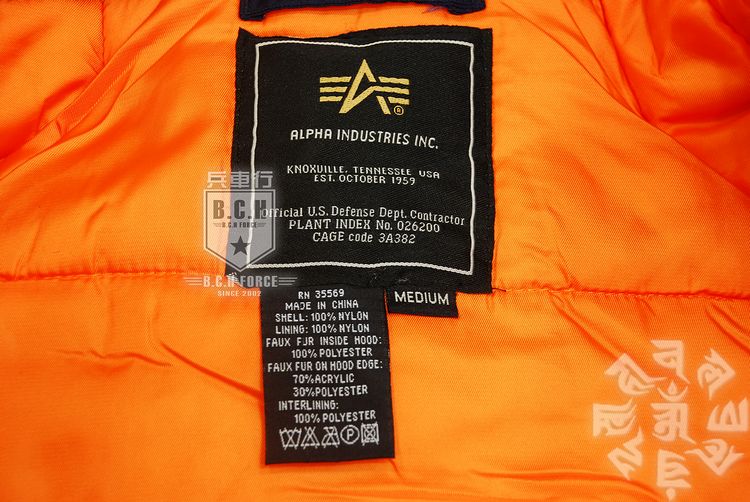 ALPHA INDUSTRIES INC.
KNOXVILLE, TENNESSEE USA
EST. OCTOBER 1959
Official U.S. Defense Dept. Contractor
PLANT INDEX No. 026200
CAGE code 3A382
兵車行
B.C.H
B.C.H FORCE
B.C.H FORCE
SINCE 2002
MEDIUM
RN 35569
MADE IN CHINA
SHELL: 100% NYLON
LINING: 100% NYLON
FAUX FUR INSIDE HOOD:
100% POLYESTER
FAUX FUR ON HOOD EDGE:
70% ACRYLIC
30% POLYESTER
INTERLINING:
100% POLYESTER